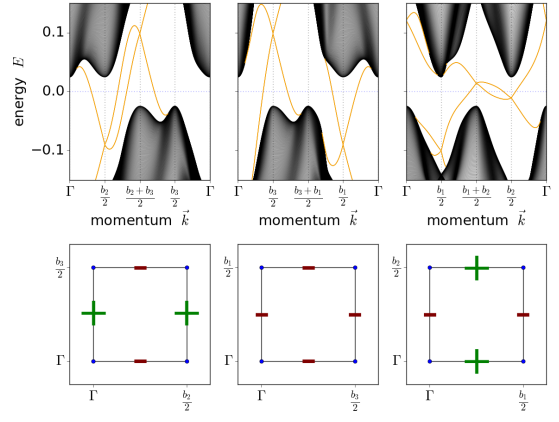 energy E
0.1
0.0
−0.1
Γ b₂/2 (b₂ + b₃)/2 b₃/2 Γ
Γ b₃/2 (b₃ + b₁)/2 b₁/2 Γ
Γ b₁/2 (b₁ + b₂)/2 b₂/2 Γ
momentum k⃗
momentum k⃗
momentum k⃗
b₃/2
Γ
Γ b₂/2
b₁/2
Γ
Γ b₃/2
b₂/2
Γ
Γ b₁/2